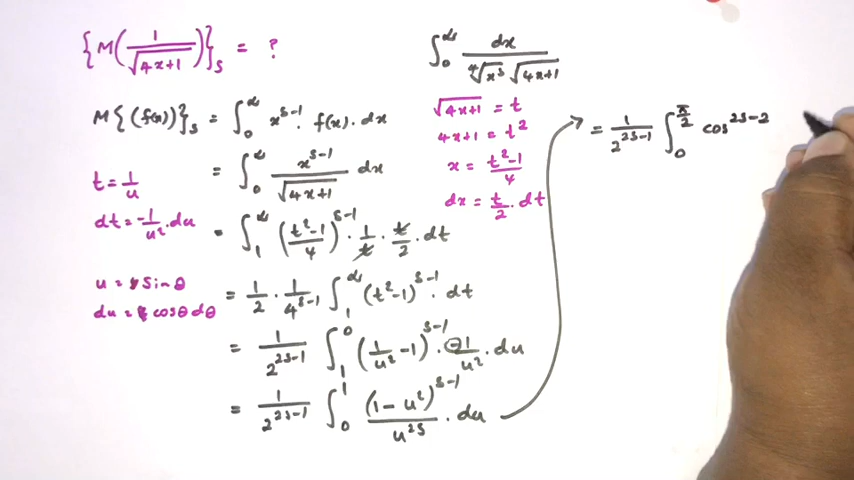 {M(1/√(4x+1))}_s = ?
M{(f(x))}_s = ∫_0^∞ x^(s-1) · f(x) · dx
= ∫_0^∞ x^(s-1)/√(4x+1) dx
t = 1/u
dt = -1/u² · du
= ∫_1^∞ ((t²-1)/4)^(s-1) · 1/t · t/2 · dt
u = sinθ
du = cosθ dθ
= 1/2 · 1/4^(s-1) ∫_1^∞ (t²-1)^(s-1) · dt
= 1/2^(2s-1) ∫_1^0 (1/u² - 1)^(s-1) · -1/u² · du
= 1/2^(2s-1) ∫_0^1 (1-u²)^(s-1)/u^(2s) · du
∫_0^∞ dx/(⁴√(x³) √(4x+1))
√(4x+1) = t
4x+1 = t²
x = (t²-1)/4
dx = t/2 · dt
= 1/2^(2s-1) ∫_0^(π/2) cos^(2s-2)